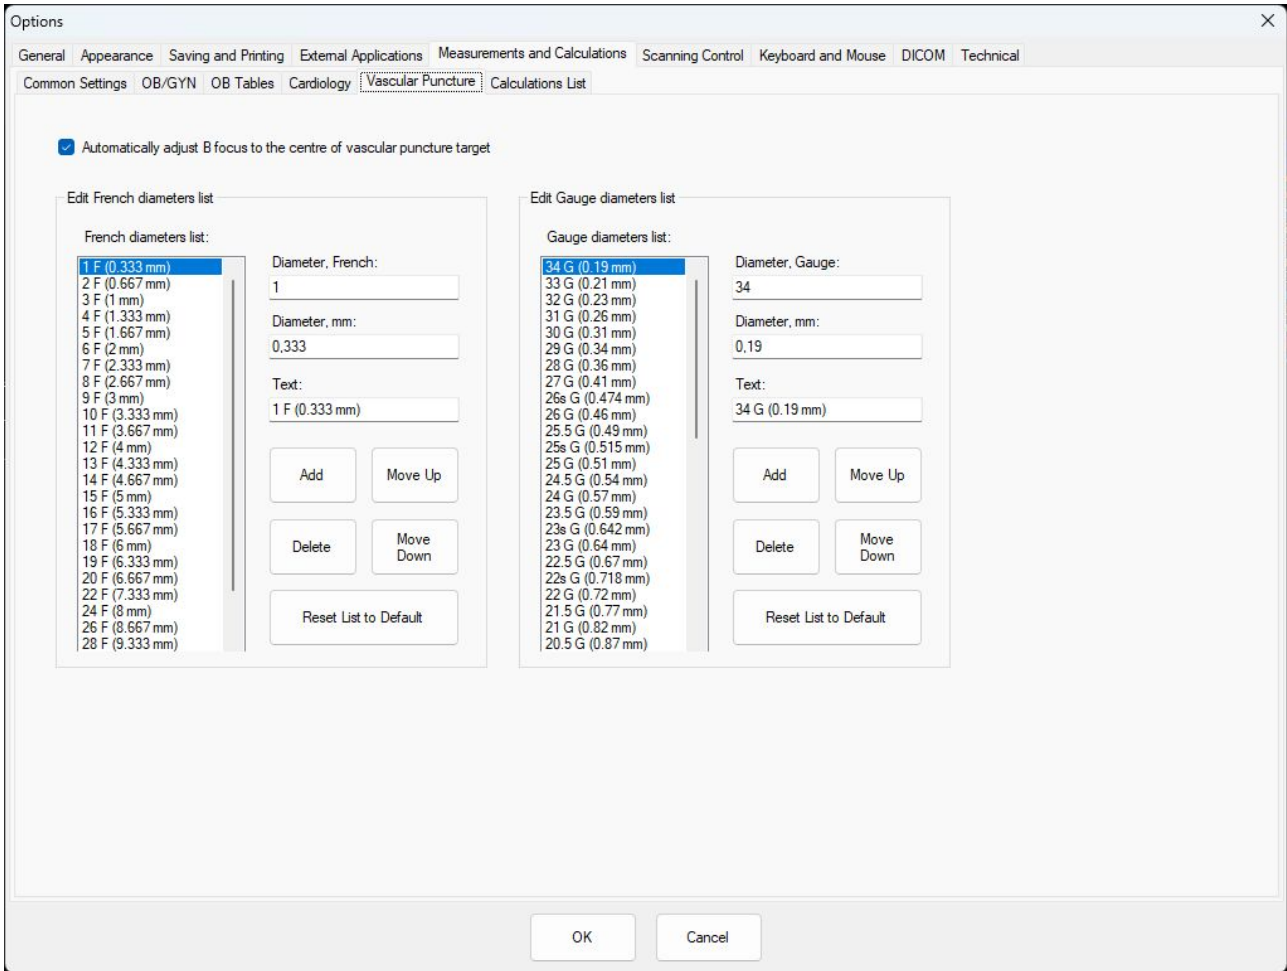 Options
General Appearance Saving and Printing External Applications Measurements and Calculations Scanning Control Keyboard and Mouse DICOM Technical
Common Settings OB/GYN OB Tables Cardiology Vascular Puncture Calculations List
Automatically adjust B focus to the centre of vascular puncture target
Edit French diameters list
French diameters list:
1 F (0.333 mm)
2 F (0.667 mm)
3 F (1 mm)
4 F (1.333 mm)
5 F (1.667 mm)
6 F (2 mm)
7 F (2.333 mm)
8 F (2.667 mm)
9 F (3 mm)
10 F (3.333 mm)
11 F (3.667 mm)
12 F (4 mm)
13 F (4.333 mm)
14 F (4.667 mm)
15 F (5 mm)
16 F (5.333 mm)
17 F (5.667 mm)
18 F (6 mm)
19 F (6.333 mm)
20 F (6.667 mm)
22 F (7.333 mm)
24 F (8 mm)
26 F (8.667 mm)
28 F (9.333 mm)
Diameter, French:
1
Diameter, mm:
0,333
Text:
1 F (0.333 mm)
Add
Move Up
Delete
Move
Down
Reset List to Default
Edit Gauge diameters list
Gauge diameters list:
34 G (0.19 mm)
33 G (0.21 mm)
32 G (0.23 mm)
31 G (0.26 mm)
30 G (0.31 mm)
29 G (0.34 mm)
28 G (0.36 mm)
27 G (0.41 mm)
26s G (0.474 mm)
26 G (0.46 mm)
25.5 G (0.49 mm)
25s G (0.515 mm)
25 G (0.51 mm)
24.5 G (0.54 mm)
24 G (0.57 mm)
23.5 G (0.59 mm)
23s G (0.642 mm)
23 G (0.64 mm)
22.5 G (0.67 mm)
22s G (0.718 mm)
22 G (0.72 mm)
21.5 G (0.77 mm)
21 G (0.82 mm)
20.5 G (0.87 mm)
Diameter, Gauge:
34
Diameter, mm:
0,19
Text:
34 G (0.19 mm)
Add
Move Up
Delete
Move
Down
Reset List to Default
OK
Cancel